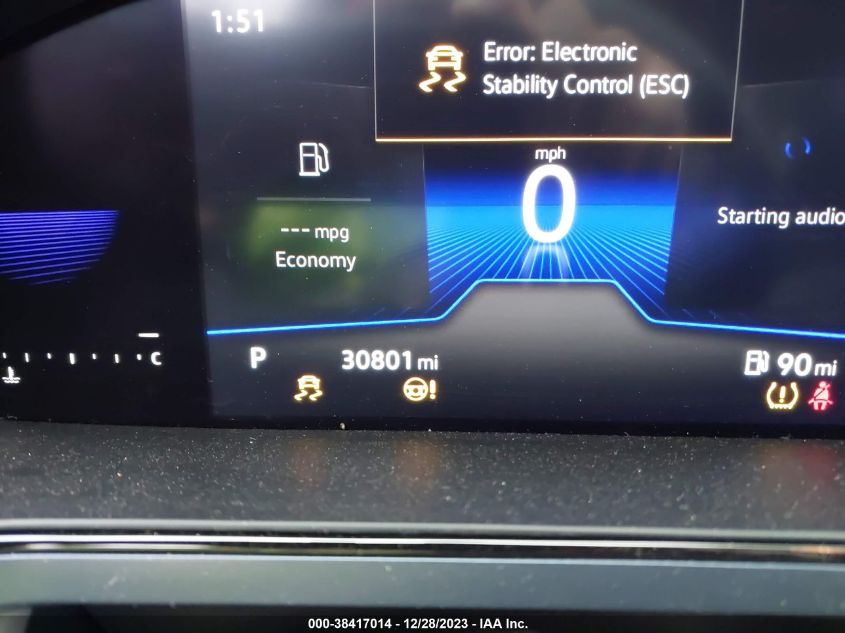 1:51
Error: Electronic
Stability Control (ESC)
mph
0
--- mpg
Economy
Starting audio
C
P
30801 mi
90 mi
000-38417014 - 12/28/2023 - IAA Inc.